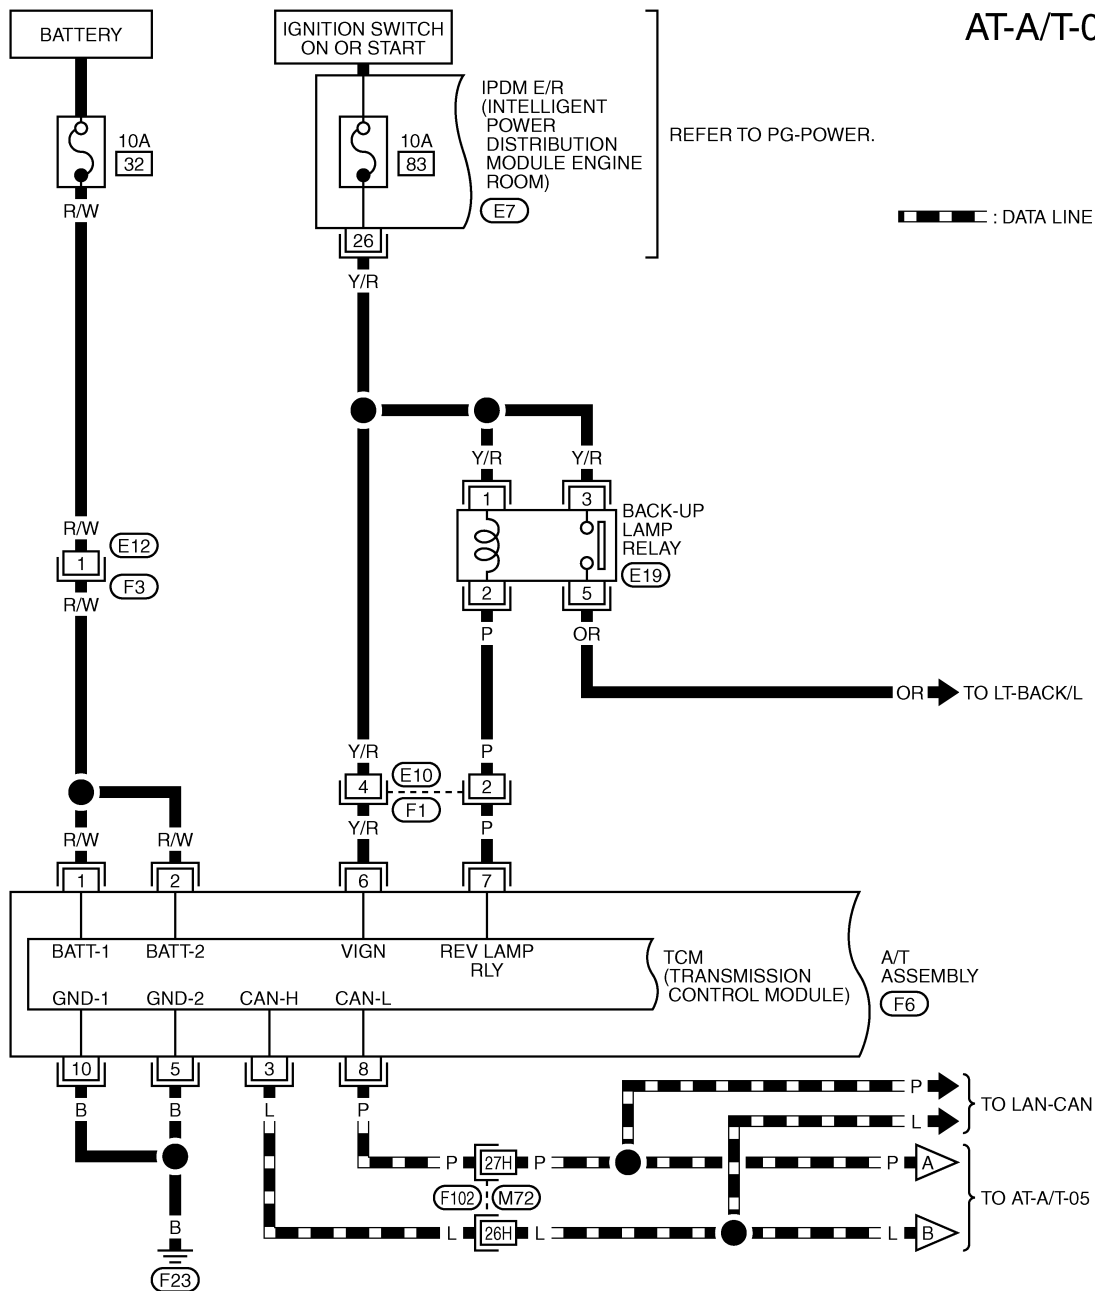 AT-A/T-0
BATTERY
IGNITION SWITCH
ON OR START
IPDM E/R
(INTELLIGENT
POWER
DISTRIBUTION
MODULE ENGINE
ROOM)
E7
REFER TO PG-POWER.
10A
32
10A
83
R/W
: DATA LINE
26
Y/R
Y/R
Y/R
1
3
BACK-UP
LAMP
RELAY
E19
R/W
1
E12
F3
R/W
2
5
P
OR
OR
TO LT-BACK/L
Y/R
P
4
E10
F1
2
Y/R
P
R/W
R/W
1
2
6
7
BATT-1
BATT-2
VIGN
REV LAMP
RLY
TCM
(TRANSMISSION
CONTROL MODULE)
A/T
ASSEMBLY
F6
GND-1
GND-2
CAN-H
CAN-L
10
5
3
8
B
B
L
P
P
L
TO LAN-CAN
P
27H
P
P
A
F102
M72
TO AT-A/T-05
L
26H
L
L
B
B
F23